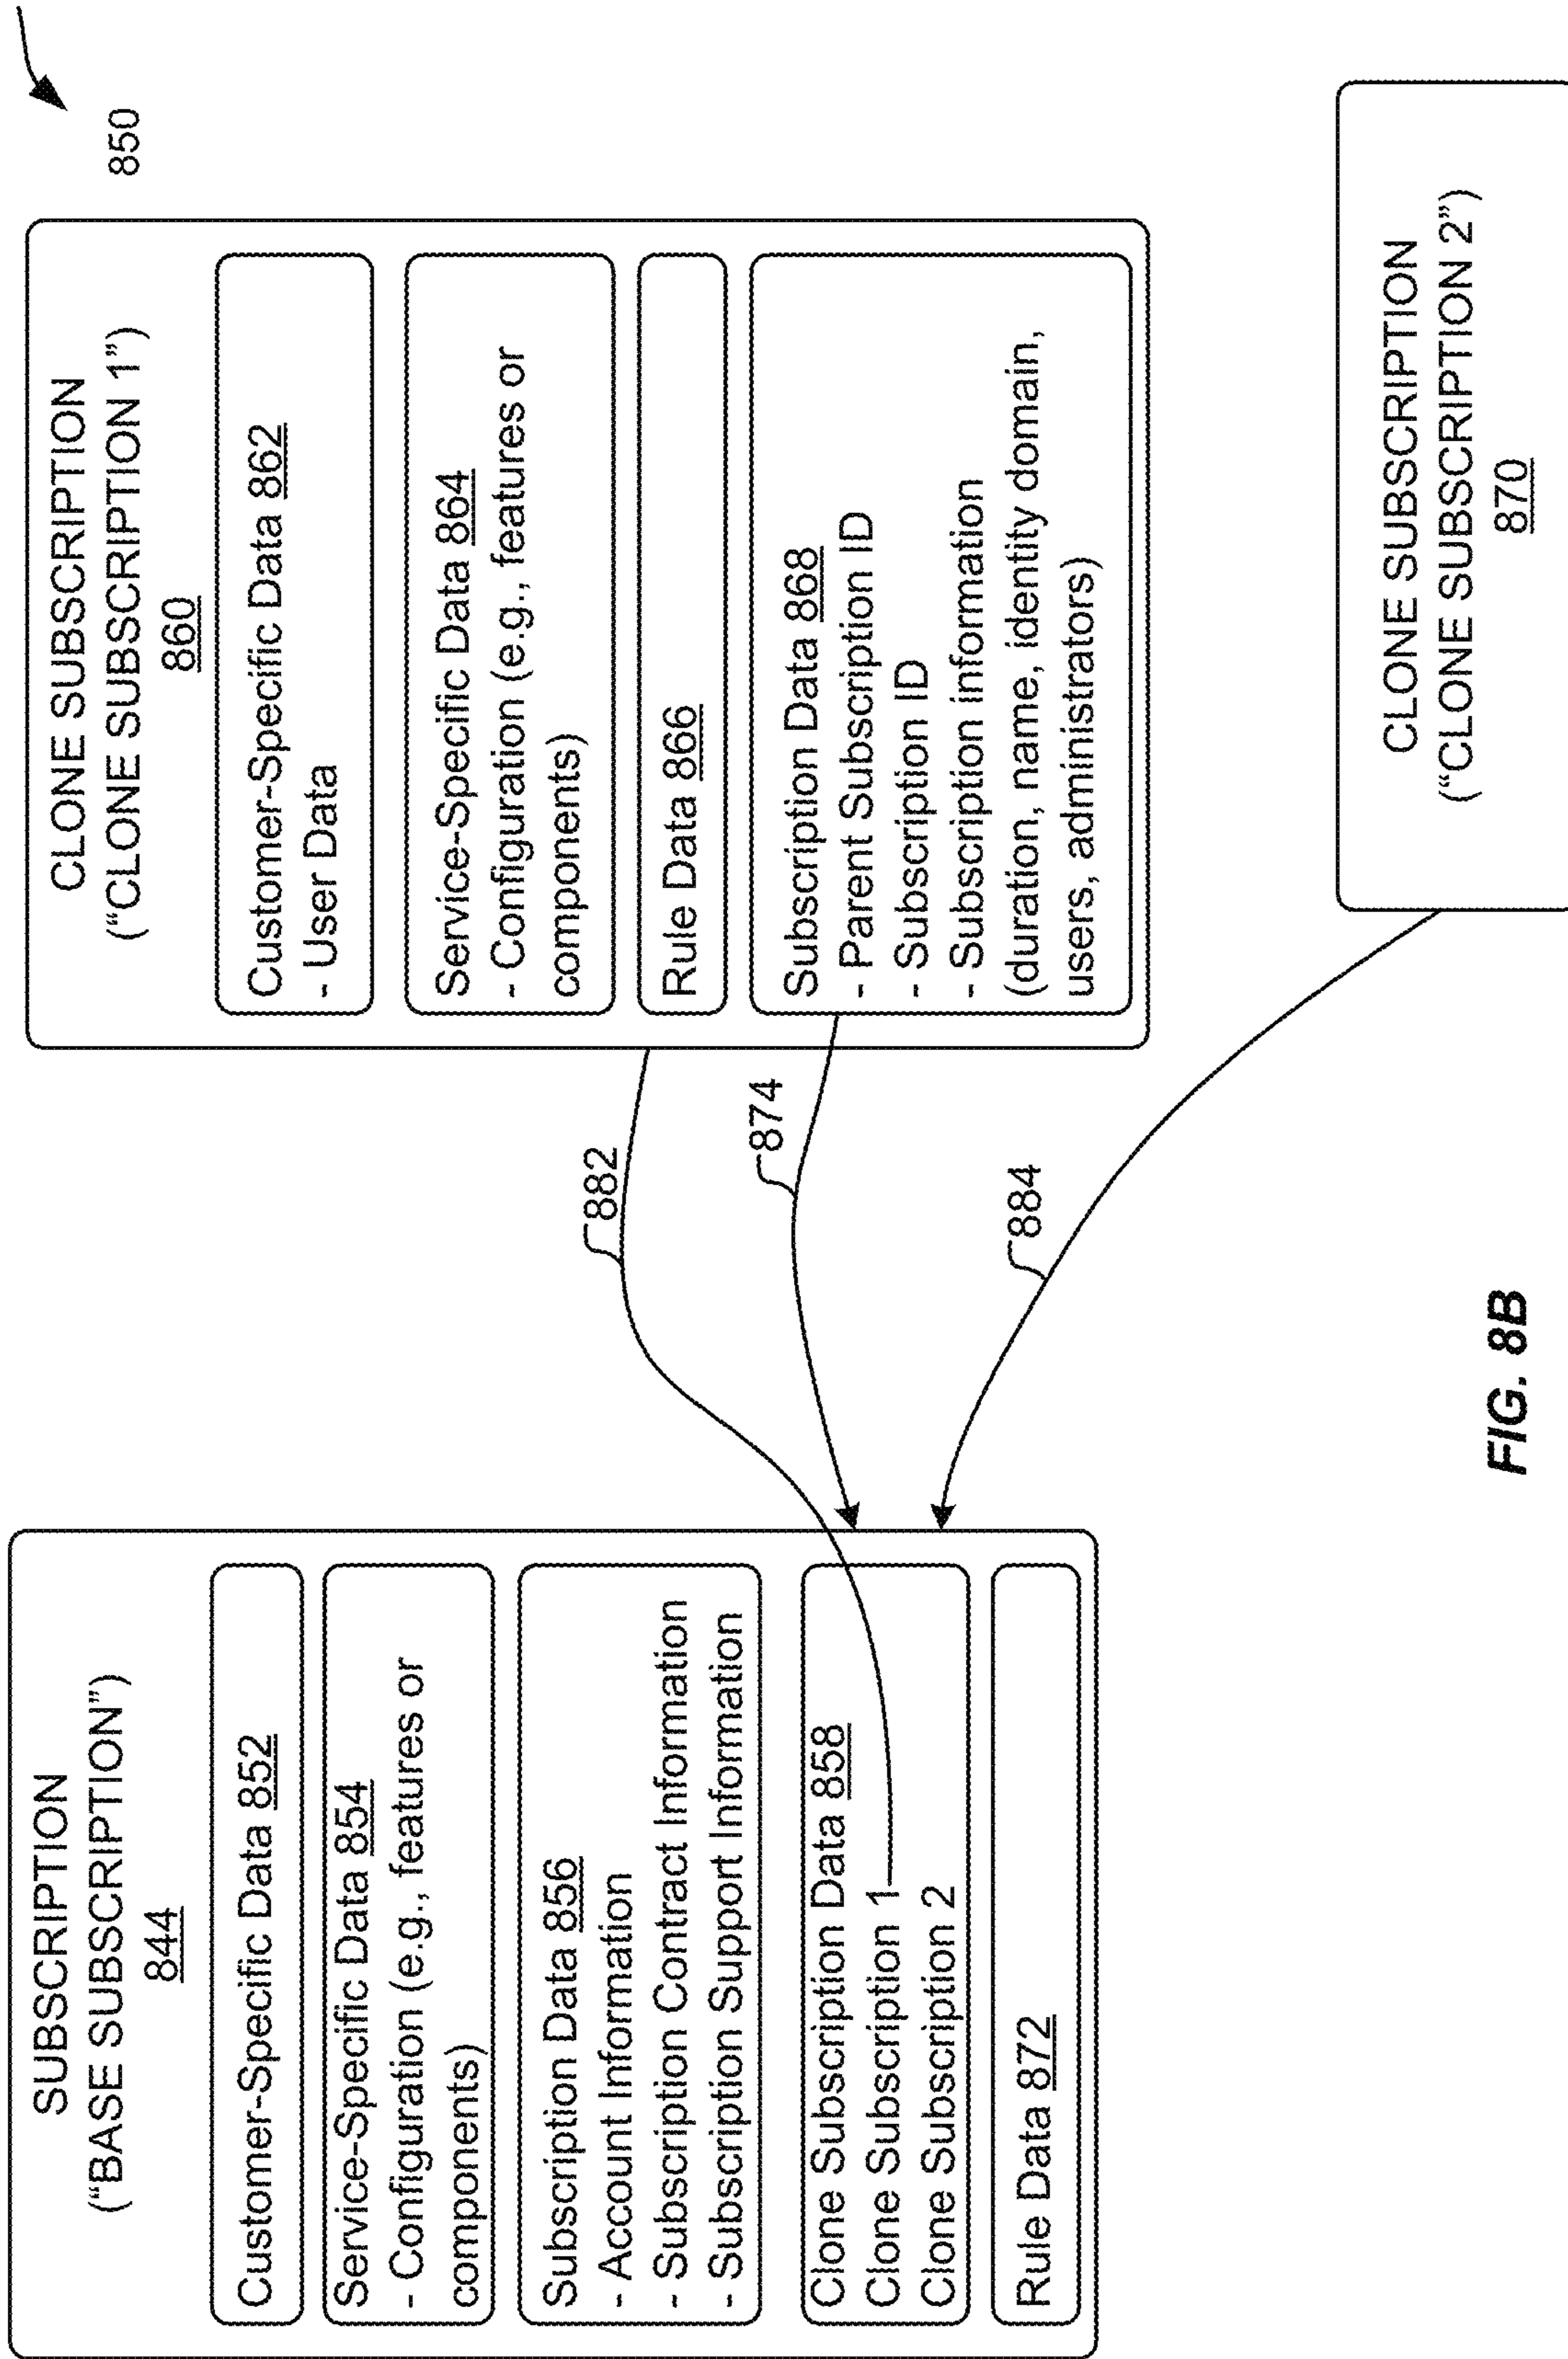 850
SUBSCRIPTION
(“BASE SUBSCRIPTION”)
844
Customer-Specific Data 852
Service-Specific Data 854
- Configuration (e.g., features or
components)
Subscription Data 856
- Account Information
- Subscription Contract Information
- Subscription Support Information
Clone Subscription Data 858
Clone Subscription 1
Clone Subscription 2
Rule Data 872
882
874
884
CLONE SUBSCRIPTION
(“CLONE SUBSCRIPTION 1”)
860
Customer-Specific Data 862
- User Data
Service-Specific Data 864
- Configuration (e.g., features or
components)
Rule Data 866
Subscription Data 868
- Parent Subscription ID
- Subscription ID
- Subscription information
(duration, name, identity domain,
users, administrators)
CLONE SUBSCRIPTION
(“CLONE SUBSCRIPTION 2”)
870
FIG. 8B